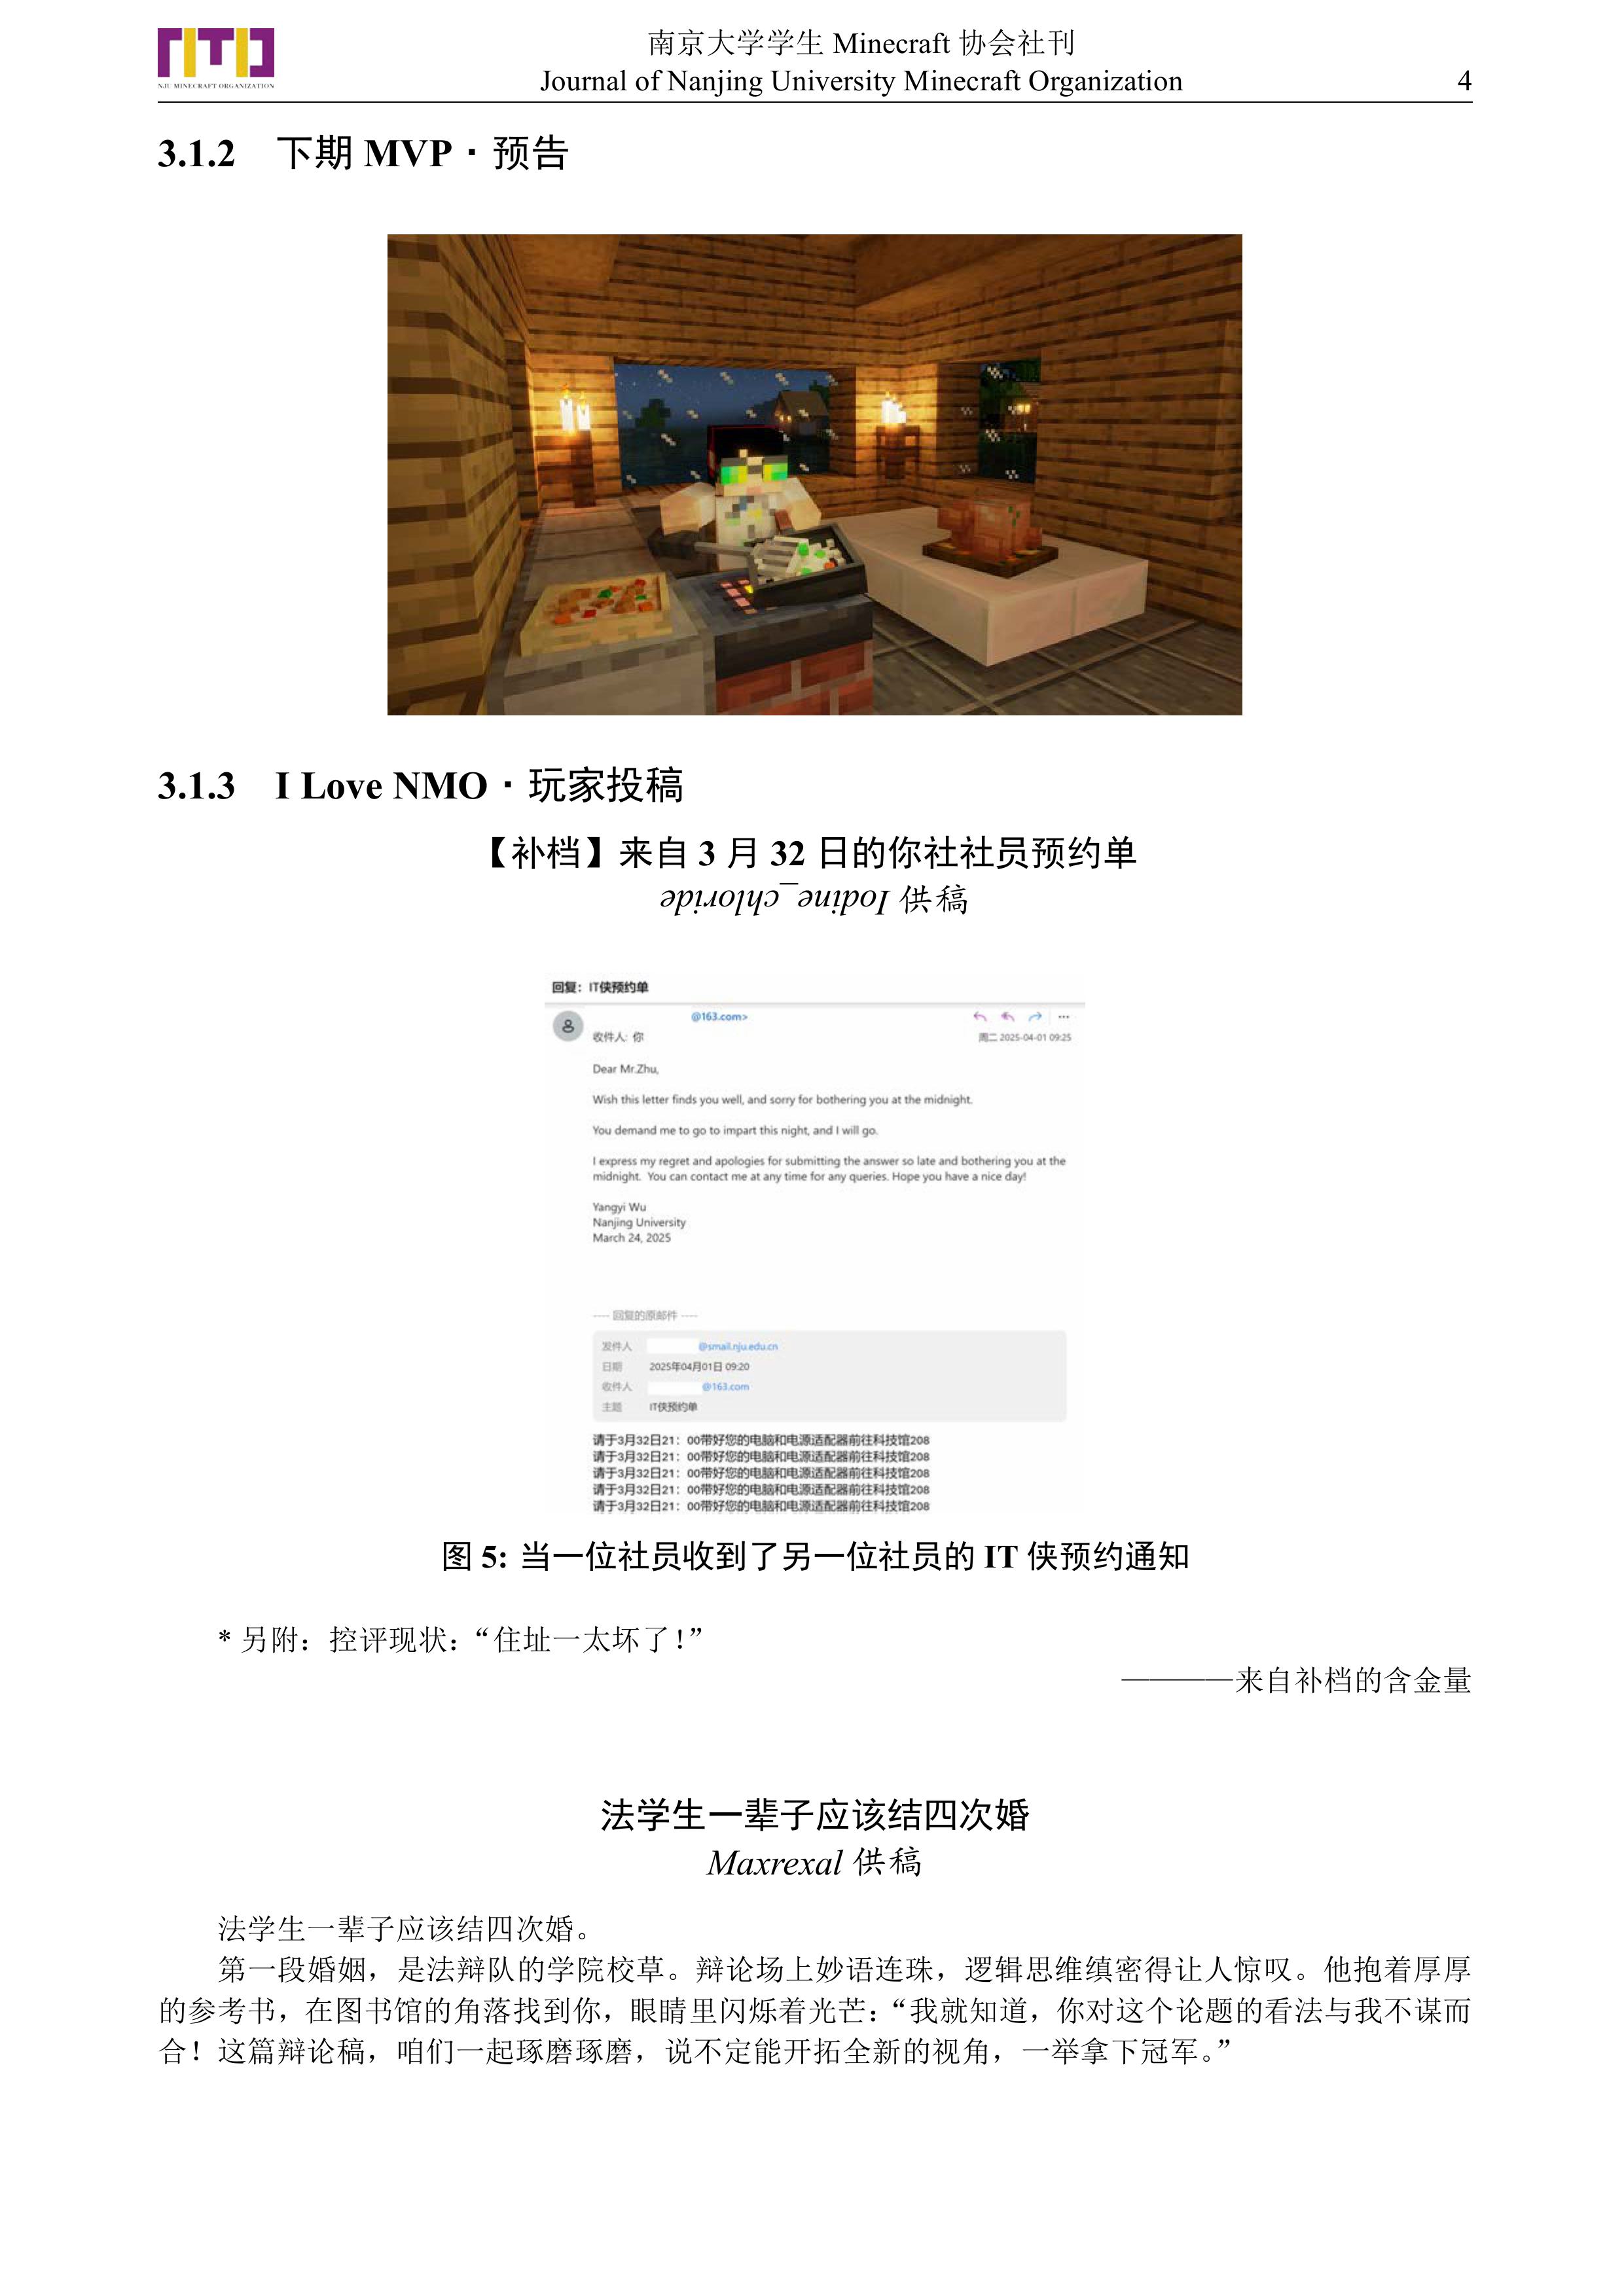 NJU MINECRAFT ORGANIZATION
南京大学学生 Minecraft 协会社刊
Journal of Nanjing University Minecraft Organization
4
3.1.2 下期 MVP · 预告
3.1.3 I Love NMO · 玩家投稿
【补档】来自 3 月 32 日的你社社员预约单
Iodine_chloride 供稿
回复：IT侠预约单
@163.com>
收件人: 你
周二 2025-04-01 09:25
Dear Mr.Zhu,
Wish this letter finds you well, and sorry for bothering you at the midnight.
You demand me to go to impart this night, and I will go.
I express my regret and apologies for submitting the answer so late and bothering you at the
midnight. You can contact me at any time for any queries. Hope you have a nice day!
Yangyi Wu
Nanjing University
March 24, 2025
---- 回复的原邮件 ----
发件人 @smail.nju.edu.cn
日期 2025年04月01日 09:20
收件人 @163.com
主题 IT侠预约单
请于3月32日21：00带好您的电脑和电源适配器前往科技馆208
请于3月32日21：00带好您的电脑和电源适配器前往科技馆208
请于3月32日21：00带好您的电脑和电源适配器前往科技馆208
请于3月32日21：00带好您的电脑和电源适配器前往科技馆208
请于3月32日21：00带好您的电脑和电源适配器前往科技馆208
图 5: 当一位社员收到了另一位社员的 IT 侠预约通知
* 另附：控评现状：“住址一太坏了！”
————来自补档的含金量
法学生一辈子应该结四次婚
Maxrexal 供稿
法学生一辈子应该结四次婚。
第一段婚姻，是法辩队的学院校草。辩论场上妙语连珠，逻辑思维缜密得让人惊叹。他抱着厚厚
的参考书，在图书馆的角落找到你，眼睛里闪烁着光芒：“我就知道，你对这个论题的看法与我不谋而
合！这篇辩论稿，咱们一起琢磨琢磨，说不定能开拓全新的视角，一举拿下冠军。”